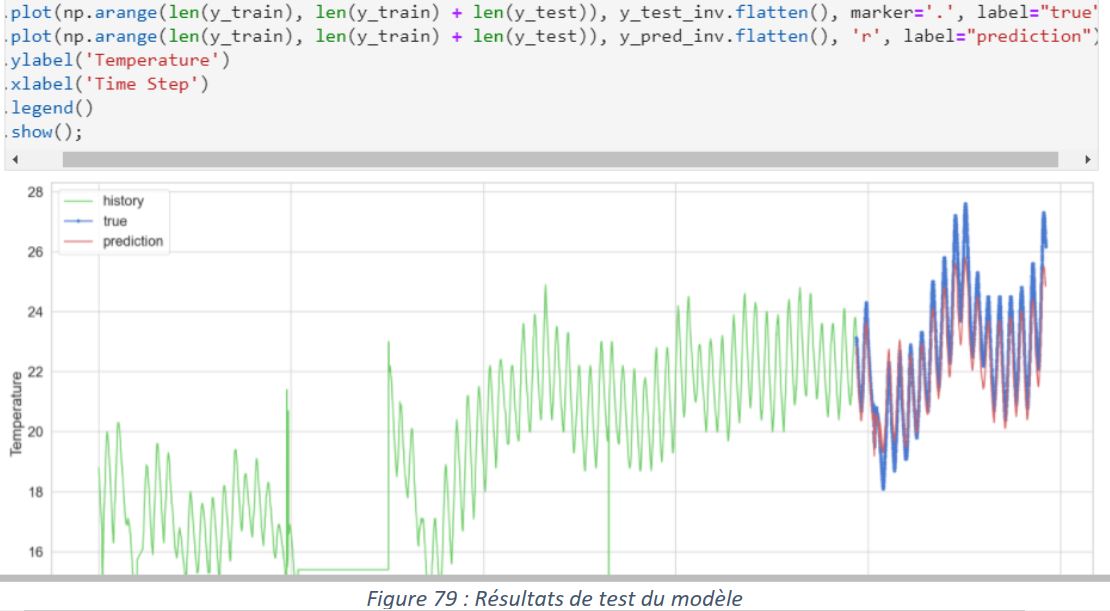 .plot(np.arange(len(y_train), len(y_train) + len(y_test)), y_test_inv.flatten(), marker='.', label="true"
.plot(np.arange(len(y_train), len(y_train) + len(y_test)), y_pred_inv.flatten(), 'r', label="prediction")
.ylabel('Temperature')
.xlabel('Time Step')
.legend()
.show();
28
26
24
22
20
18
16
Temperature
history
true
prediction
Figure 79 : Résultats de test du modèle